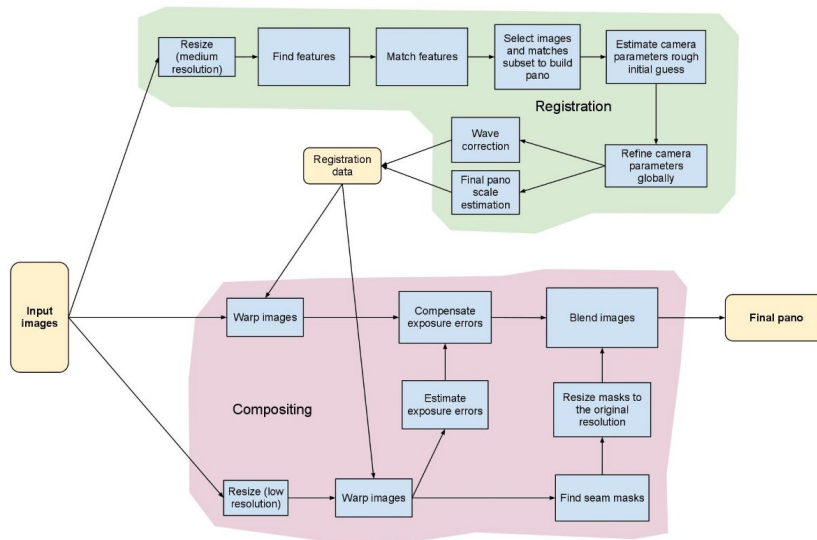 Resize
(medium
resolution)
Find features
Match features
Select images
and matches
subset to build
pano
Estimate camera
parameters rough
initial guess
Registration
Wave
correction
Refine camera
parameters
globally
Registration
data
Final pano
scale
estimation
Input
images
Warp images
Compensate
exposure errors
Blend images
Final pano
Compositing
Estimate
exposure errors
Resize masks to
the original
resolution
Resize (low
resolution)
Warp images
Find seam masks